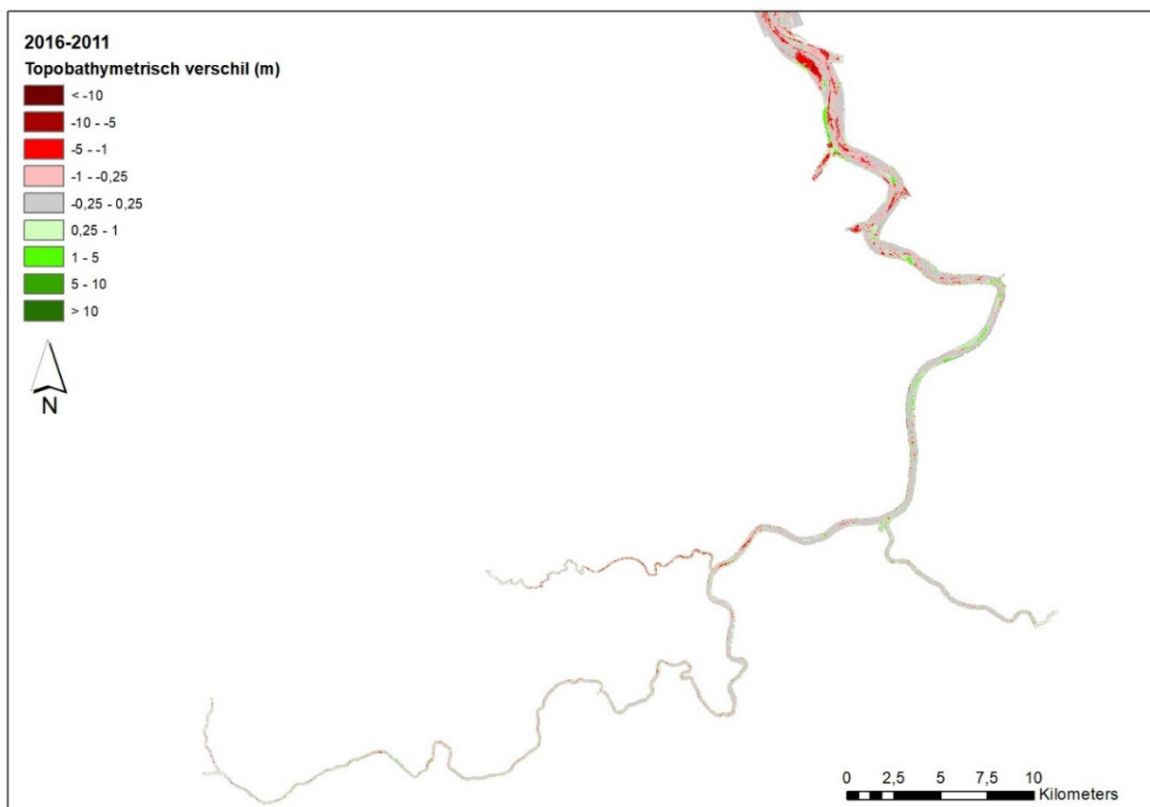 2016-2011
Topobathymetrisch verschil (m)
< -10
-10 - -5
-5 - -1
-1 - -0,25
-0,25 - 0,25
0,25 - 1
1 - 5
5 - 10
> 10
N
0 2,5 5 7,5 10
Kilometers